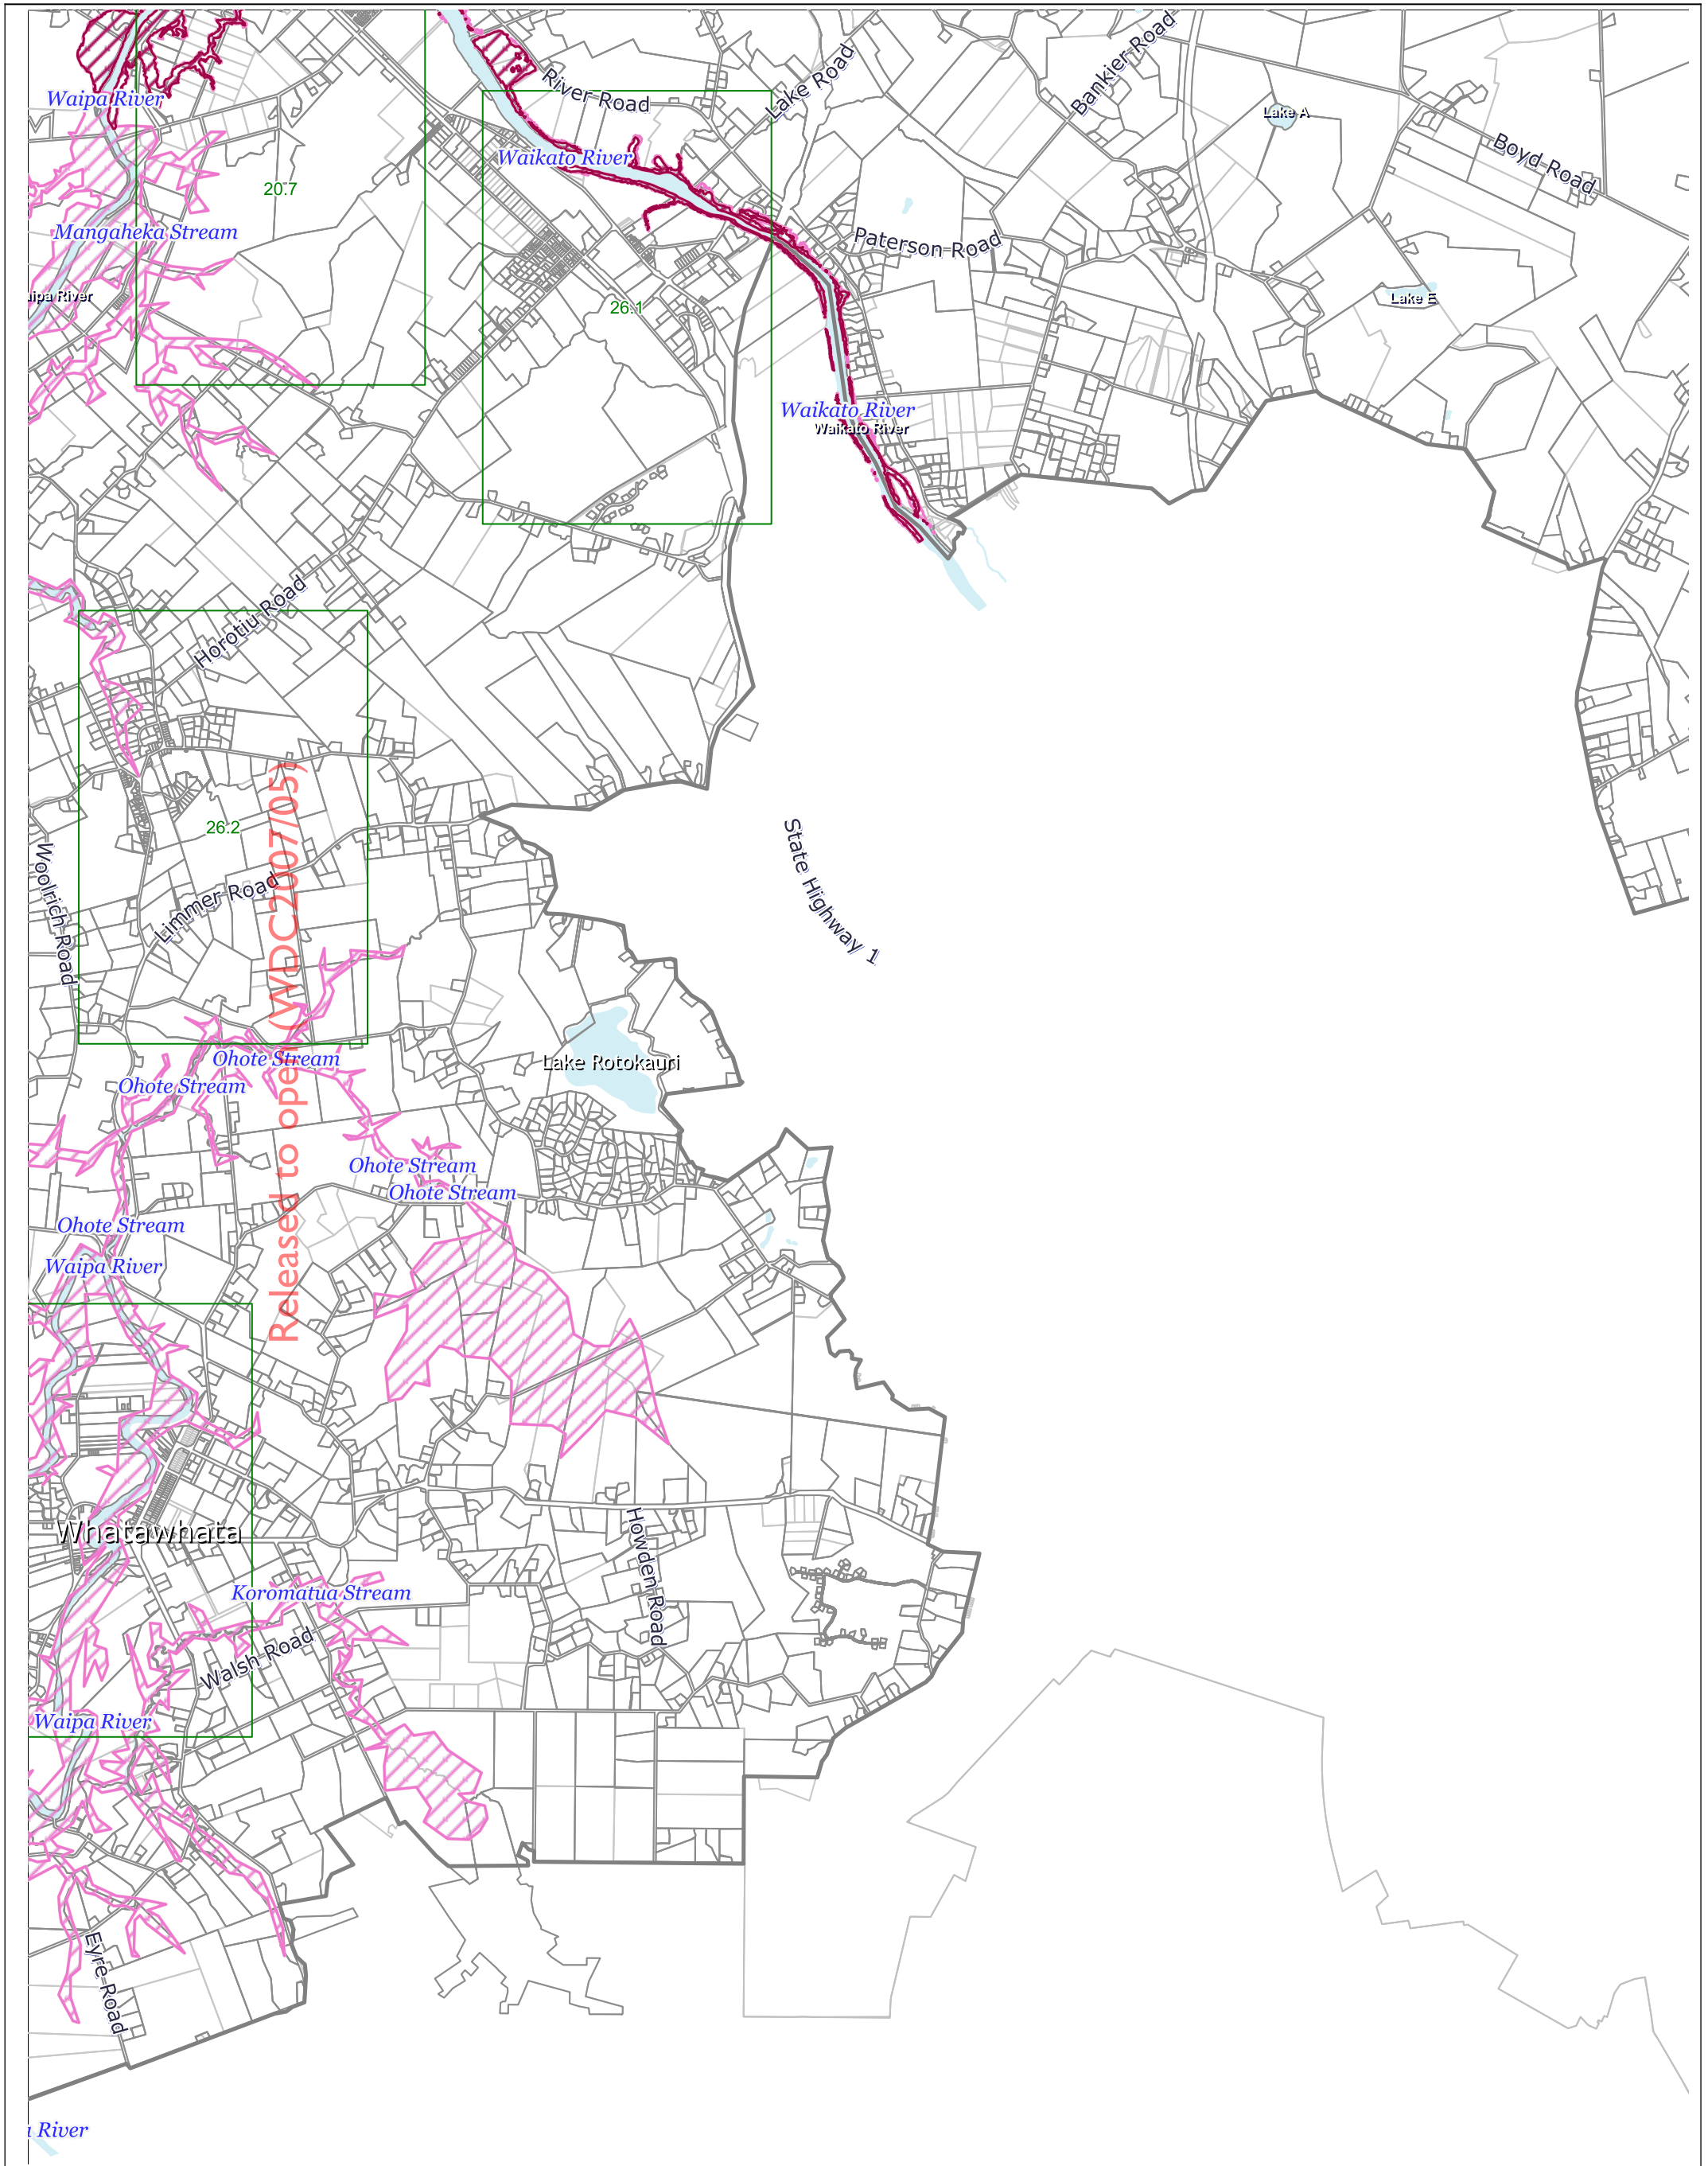 Bankier Road
Lake Road
River Road
Waipa River
Lake A
Boyd Road
Waikato River
20.7
Mangaheka Stream
Paterson Road
ipa River
Lake E
26.1
Waikato River
Waikato River
Horotiu Road
26.2
State Highway 1
Woolrich Road
Limmer Road
Released to open (WDC2007/05)
Ohote Stream
Lake Rotokauri
Ohote Stream
Ohote Stream
Ohote Stream
Ohote Stream
Waipa River
Whatawhata
Howden Road
Koromatua Stream
Walsh Road
Waipa River
Eyre Road
River